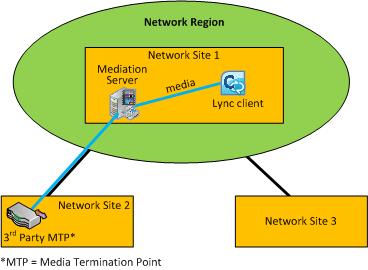 Network Region
Network Site 1
Mediation
Server
media
Lync client
Network Site 2
3rd Party MTP*
Network Site 3
*MTP = Media Termination Point